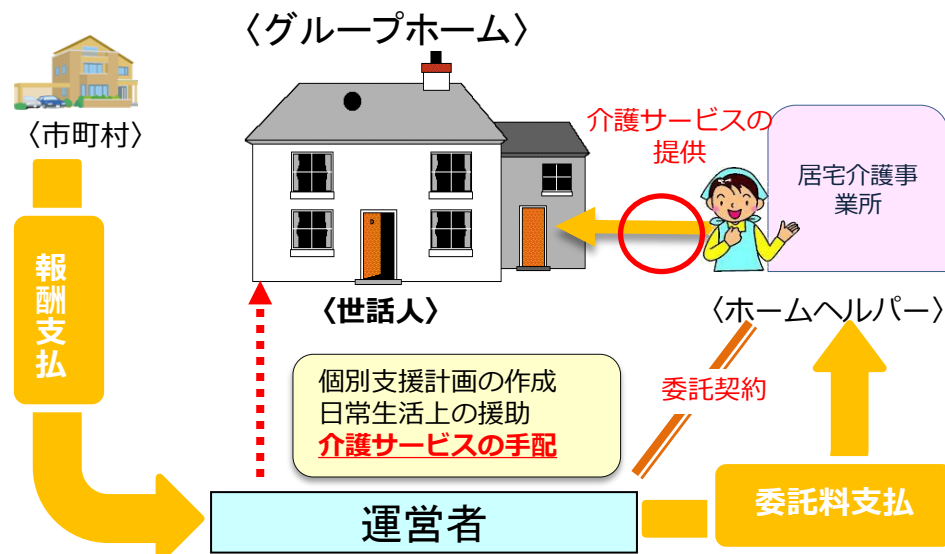 〈グループホーム〉
〈市町村〉
介護サービスの
提供
居宅介護事
業所
報酬支払
〈世話人〉
〈ホームヘルパー〉
個別支援計画の作成
日常生活上の援助
介護サービスの手配
委託契約
運営者
委託料支払